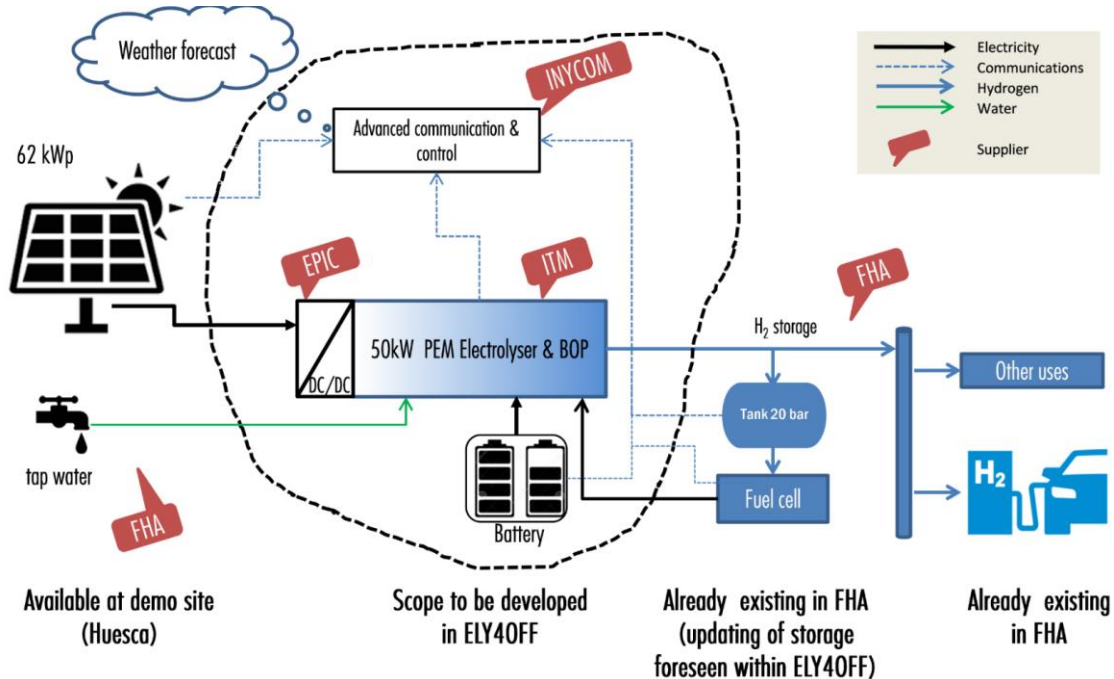 Weather forecast
INYCOM
Advanced communication &
control
Electricity
Communications
Hydrogen
Water
Supplier
62 kWp
EPIC
ITM
FHA
DC/DC
50kW PEM Electrolyser & BOP
H2 storage
Other uses
Tank 20 bar
tap water
FHA
Battery
Fuel cell
H2
Available at demo site
(Huesca)
Scope to be developed
in ELY4OFF
Already existing in FHA
(updating of storage
foreseen within ELY4OFF)
Already existing
in FHA